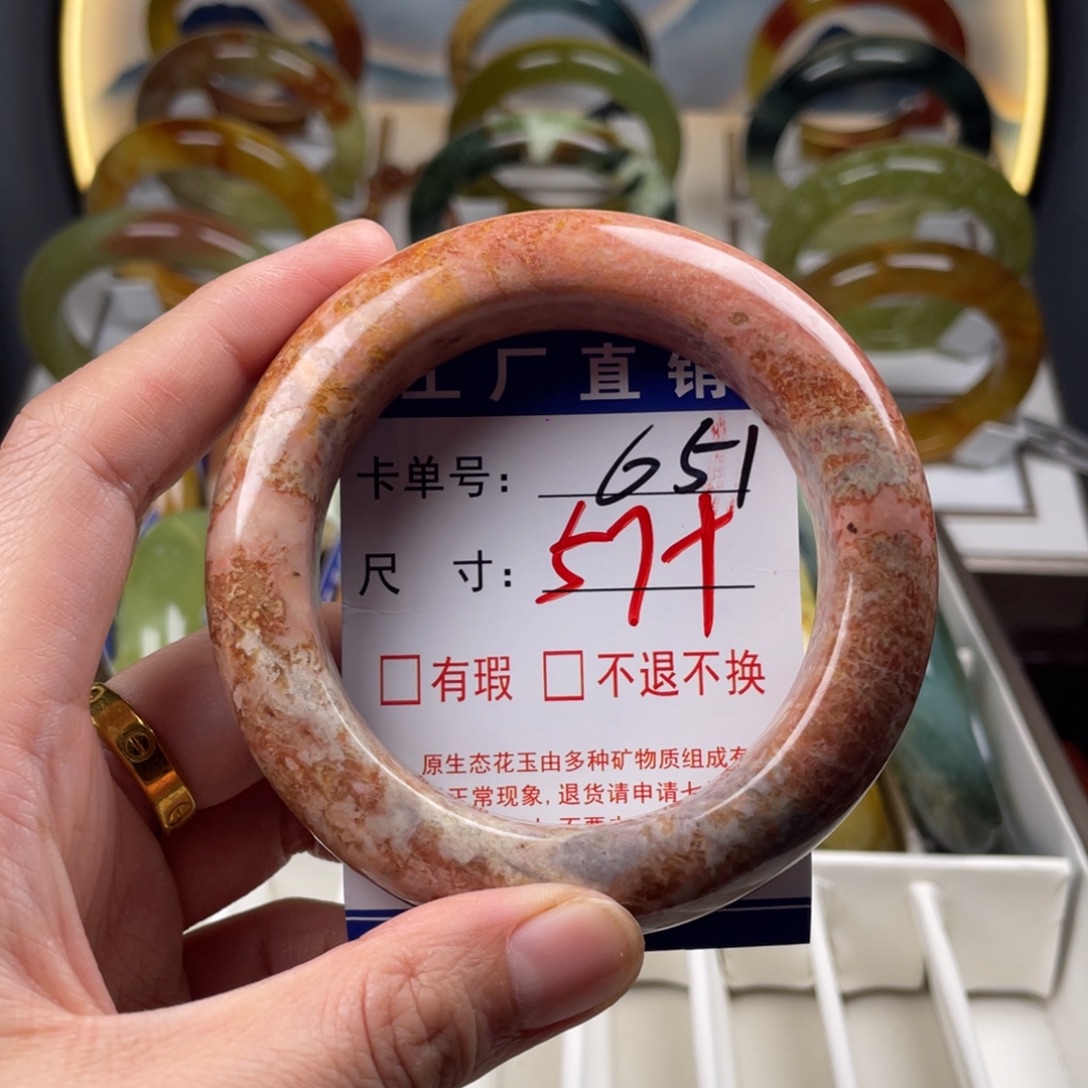 工厂直销
卡单号: 651
尺 寸: 57+
□有瑕 □不退不换
原生态花玉由多种矿物质组成有
正常现象,退货请申请七